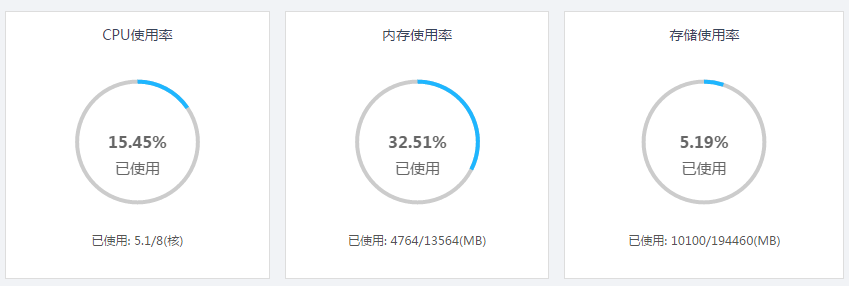 CPU使用率
15.45%
已使用
已使用: 5.1/8(核)
内存使用率
32.51%
已使用
已使用: 4764/13564(MB)
存储使用率
5.19%
已使用
已使用: 10100/194460(MB)